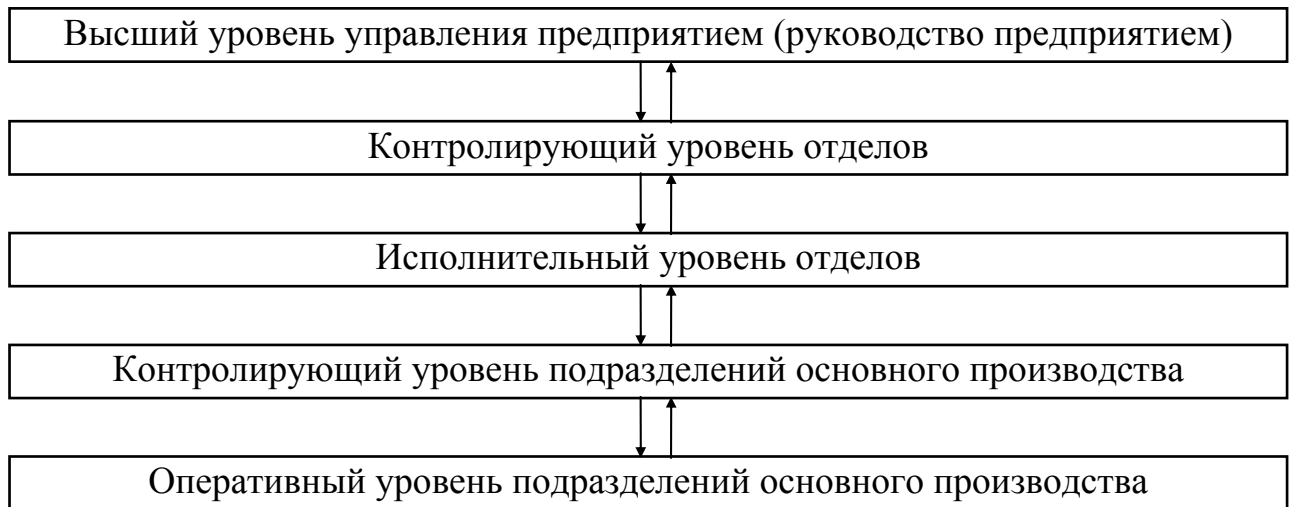 Высший уровень управления предприятием (руководство предприятием)
Контролирующий уровень отделов
Исполнительный уровень отделов
Контролирующий уровень подразделений основного производства
Оперативный уровень подразделений основного производства